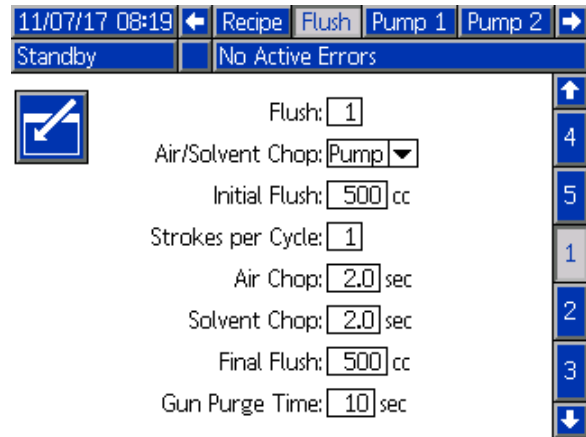 11/07/17 08:19 Recipe Flush Pump 1 Pump 2
Standby No Active Errors
Flush: 1
4
Air/Solvent Chop: Pump
Initial Flush: 500 cc
5
Strokes per Cycle: 1
1
Air Chop: 2.0 sec
Solvent Chop: 2.0 sec
2
Final Flush: 500 cc
3
Gun Purge Time: 10 sec